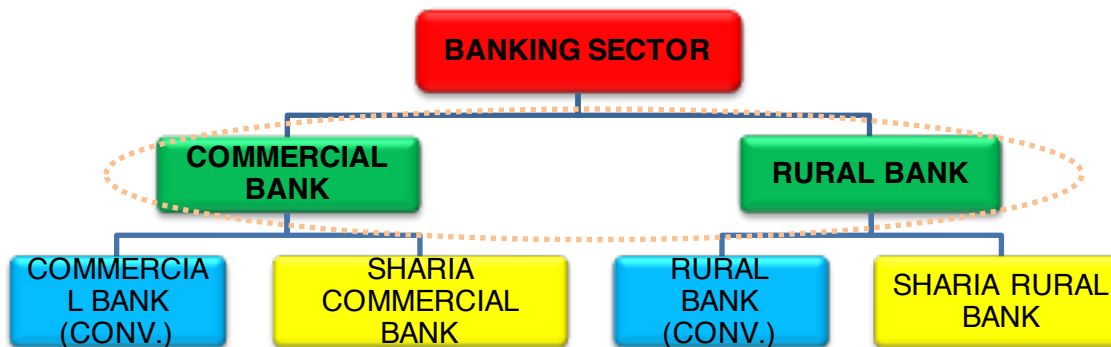 BANKING SECTOR
COMMERCIAL
BANK
RURAL BANK
COMMERCIA
L BANK
(CONV.)
SHARIA
COMMERCIAL
BANK
RURAL
BANK
(CONV.)
SHARIA RURAL
BANK